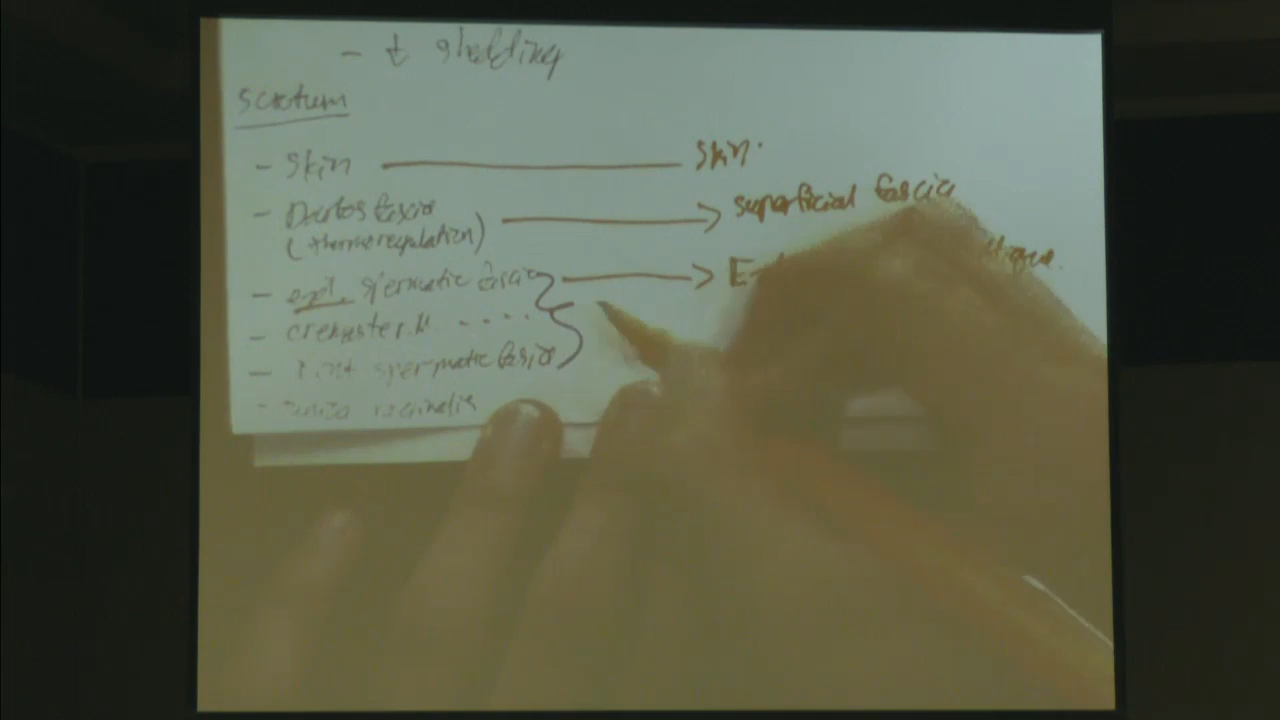 - t shedding
scrotum
- skin skin.
- Dartos fascia superficial fascia
(thermoregulation)
- ext. spermatic fascia
- cremaster.M. . . . .
- int spermatic fascia
- tunica vaginalis